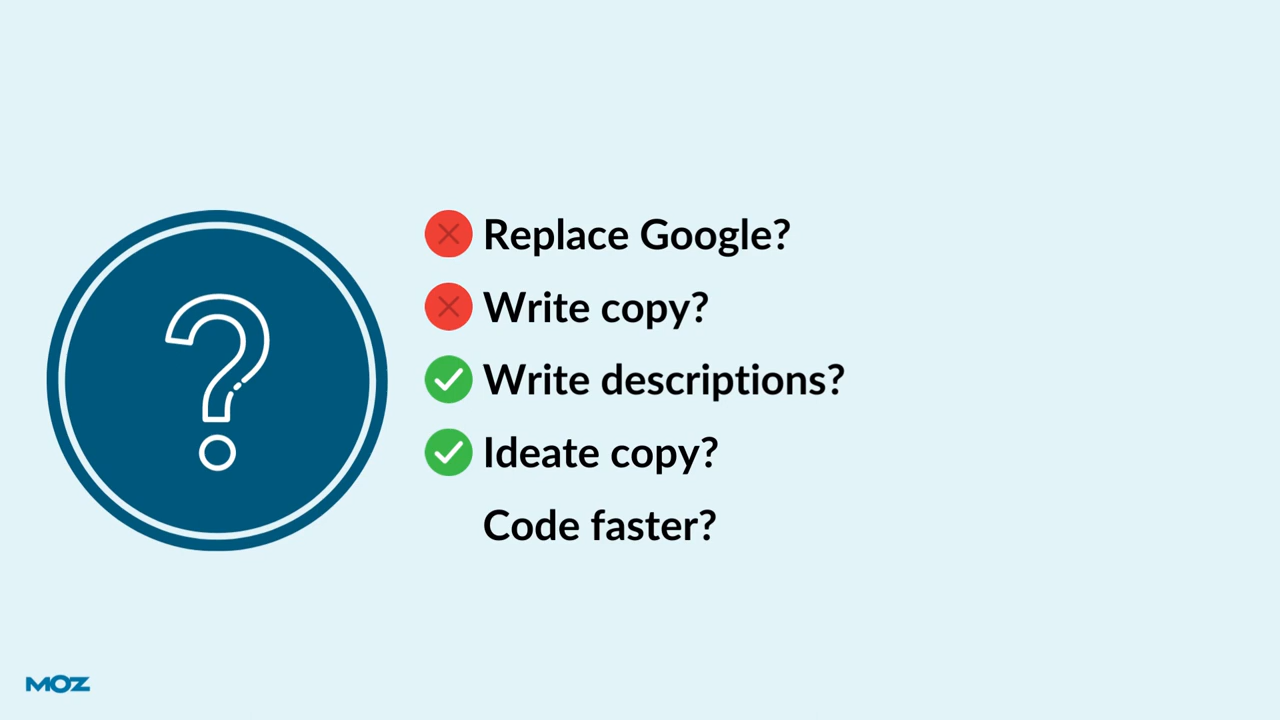 Replace Google?
Write copy?
Write descriptions?
Ideate copy?
Code faster?
MOZ